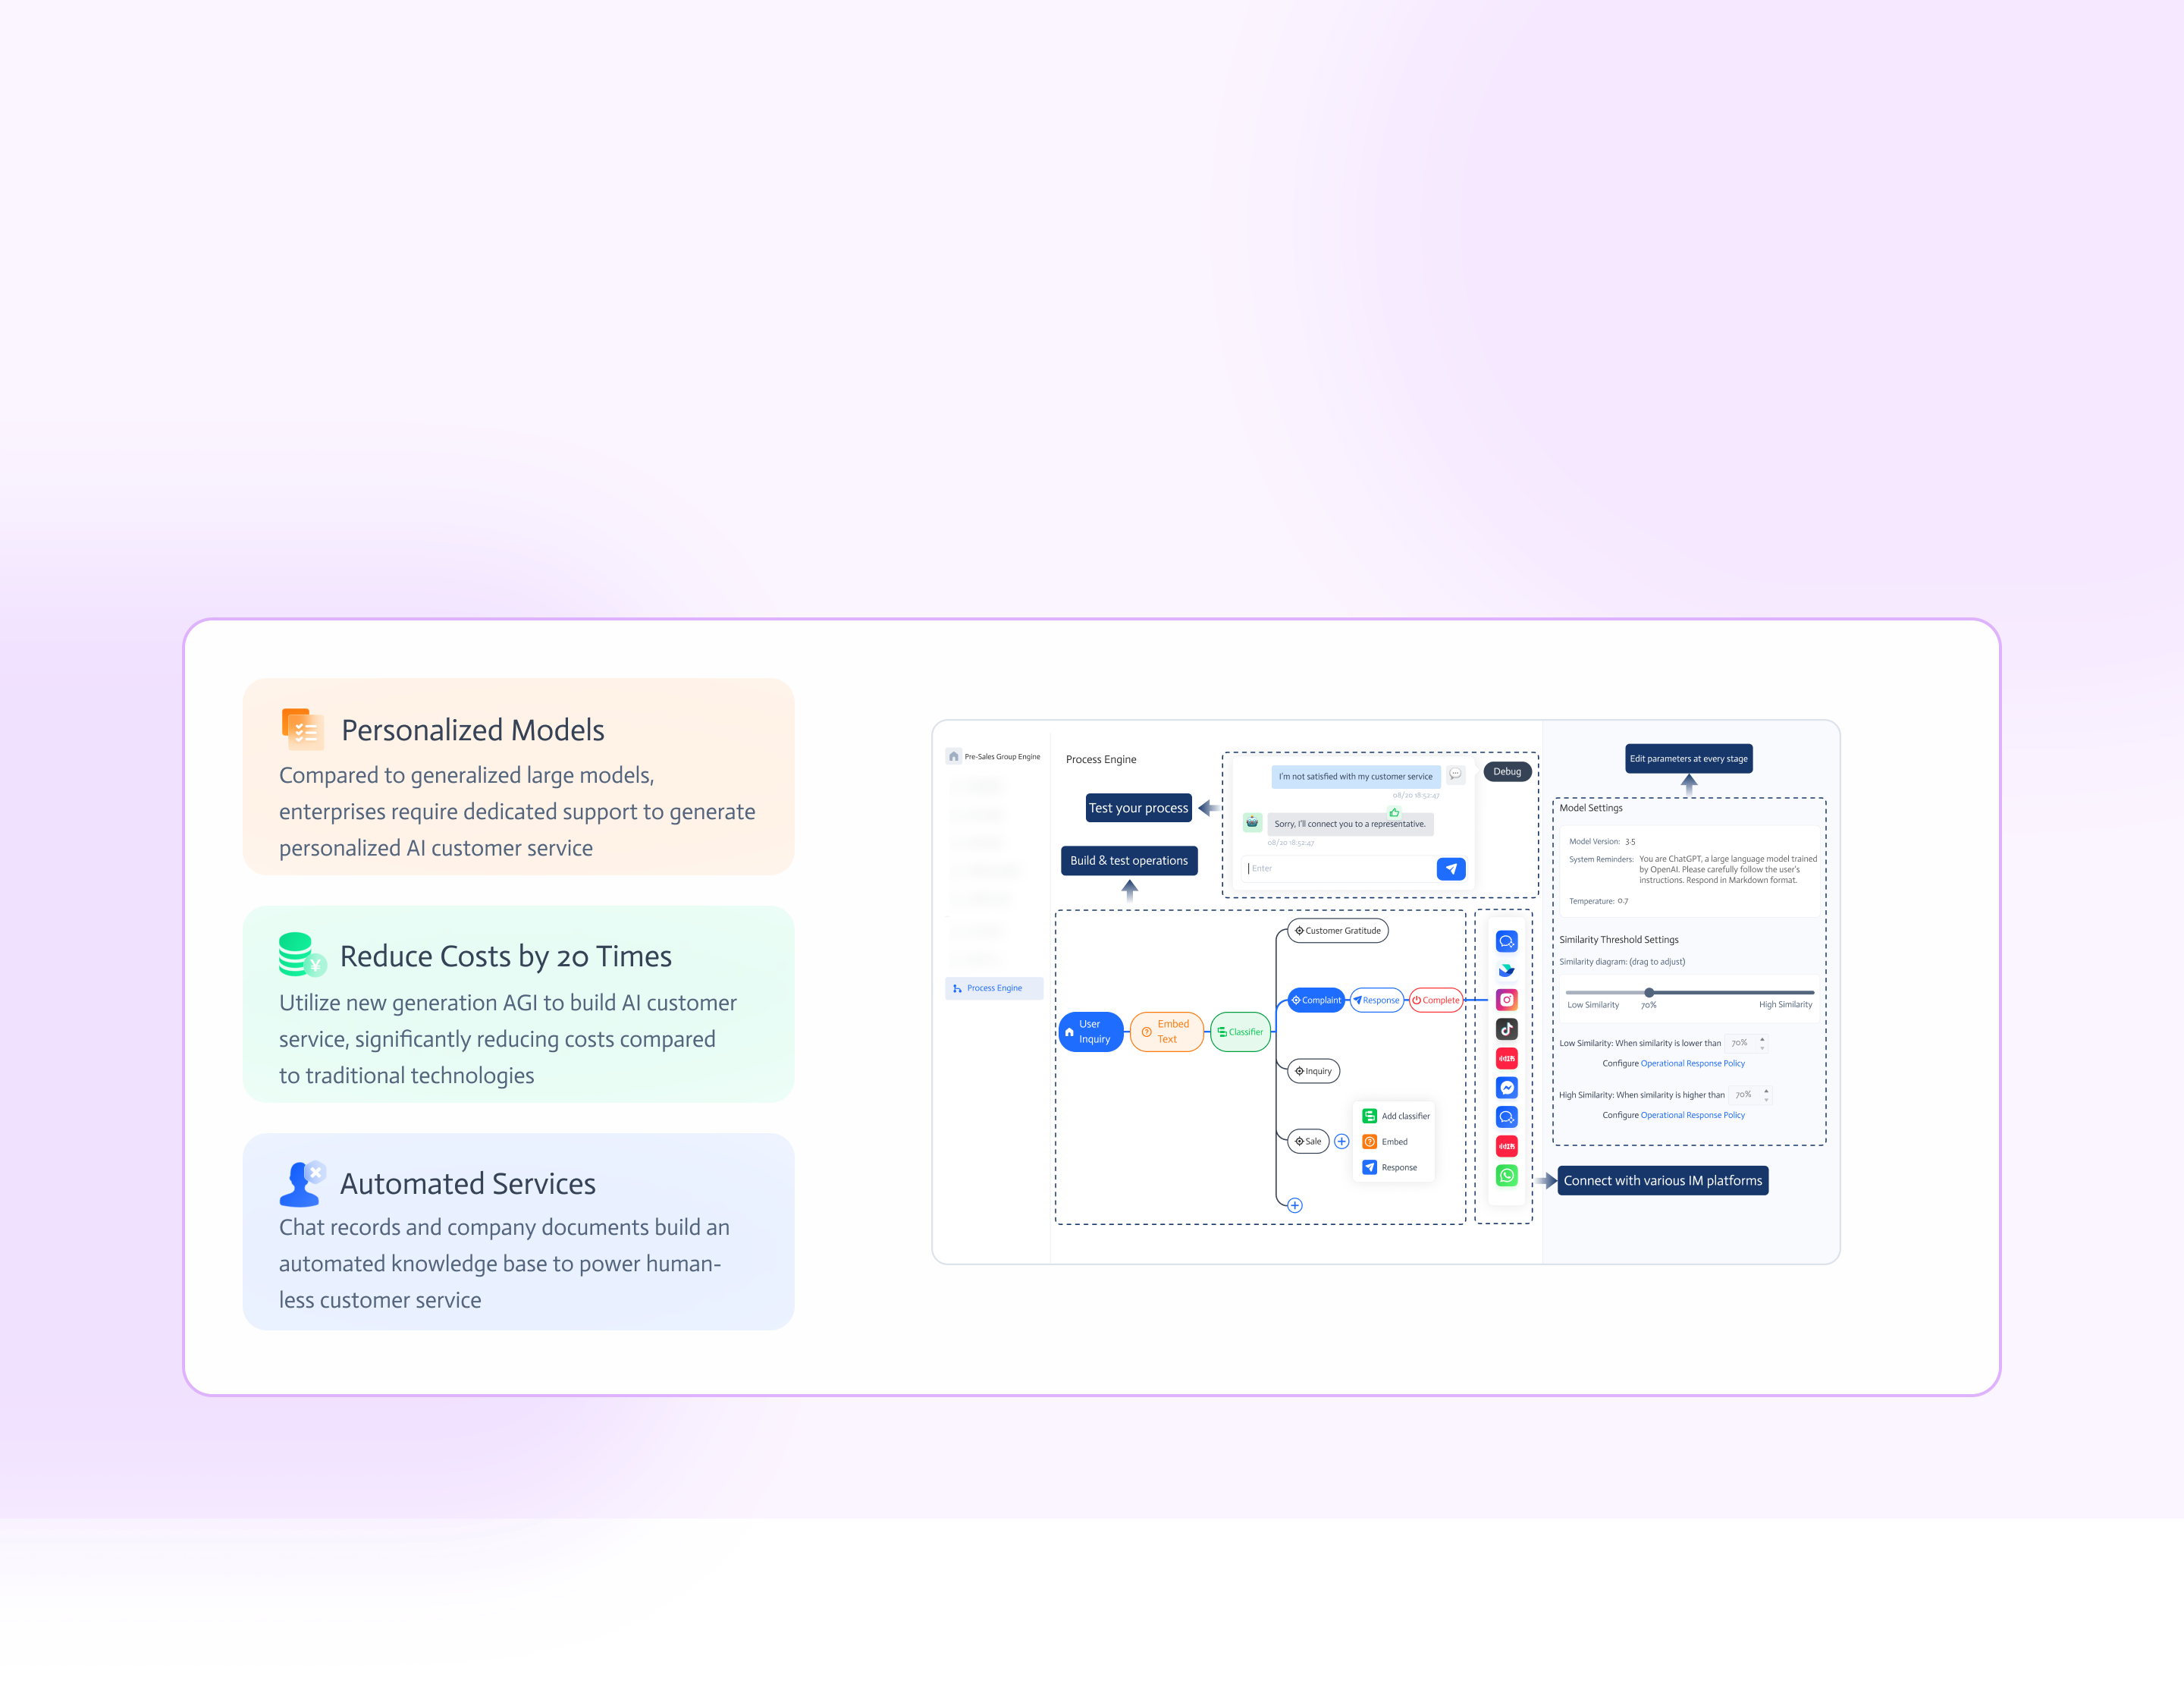 Personalized Models
Compared to generalized large models,
enterprises require dedicated support to generate
personalized AI customer service
Reduce Costs by 20 Times
Utilize new generation AGI to build AI customer
service, significantly reducing costs compared
to traditional technologies
Automated Services
Chat records and company documents build an
automated knowledge base to power human-
less customer service
Pre-Sales Group Engine
Process Engine
Process Engine
Test your process
Build & test operations
I'm not satisfied with my customer service
08/20 18:52:47
Sorry, I'll connect you to a representative.
08/20 18:52:47
Enter
Debug
User
Inquiry
Embed
Text
Classifier
Customer Gratitude
Complaint
Response
Complete
Inquiry
Sale
Add classifier
Embed
Response
Edit parameters at every stage
Model Settings
Model Version: 3.5
System Reminders: You are ChatGPT, a large language model trained
by OpenAI. Please carefully follow the user's
instructions. Respond in Markdown format.
Temperature: 0.7
Similarity Threshold Settings
Similarity diagram: (drag to adjust)
Low Similarity 70% High Similarity
Low Similarity: When similarity is lower than 70%
Configure Operational Response Policy
High Similarity: When similarity is higher than 70%
Configure Operational Response Policy
Connect with various IM platforms